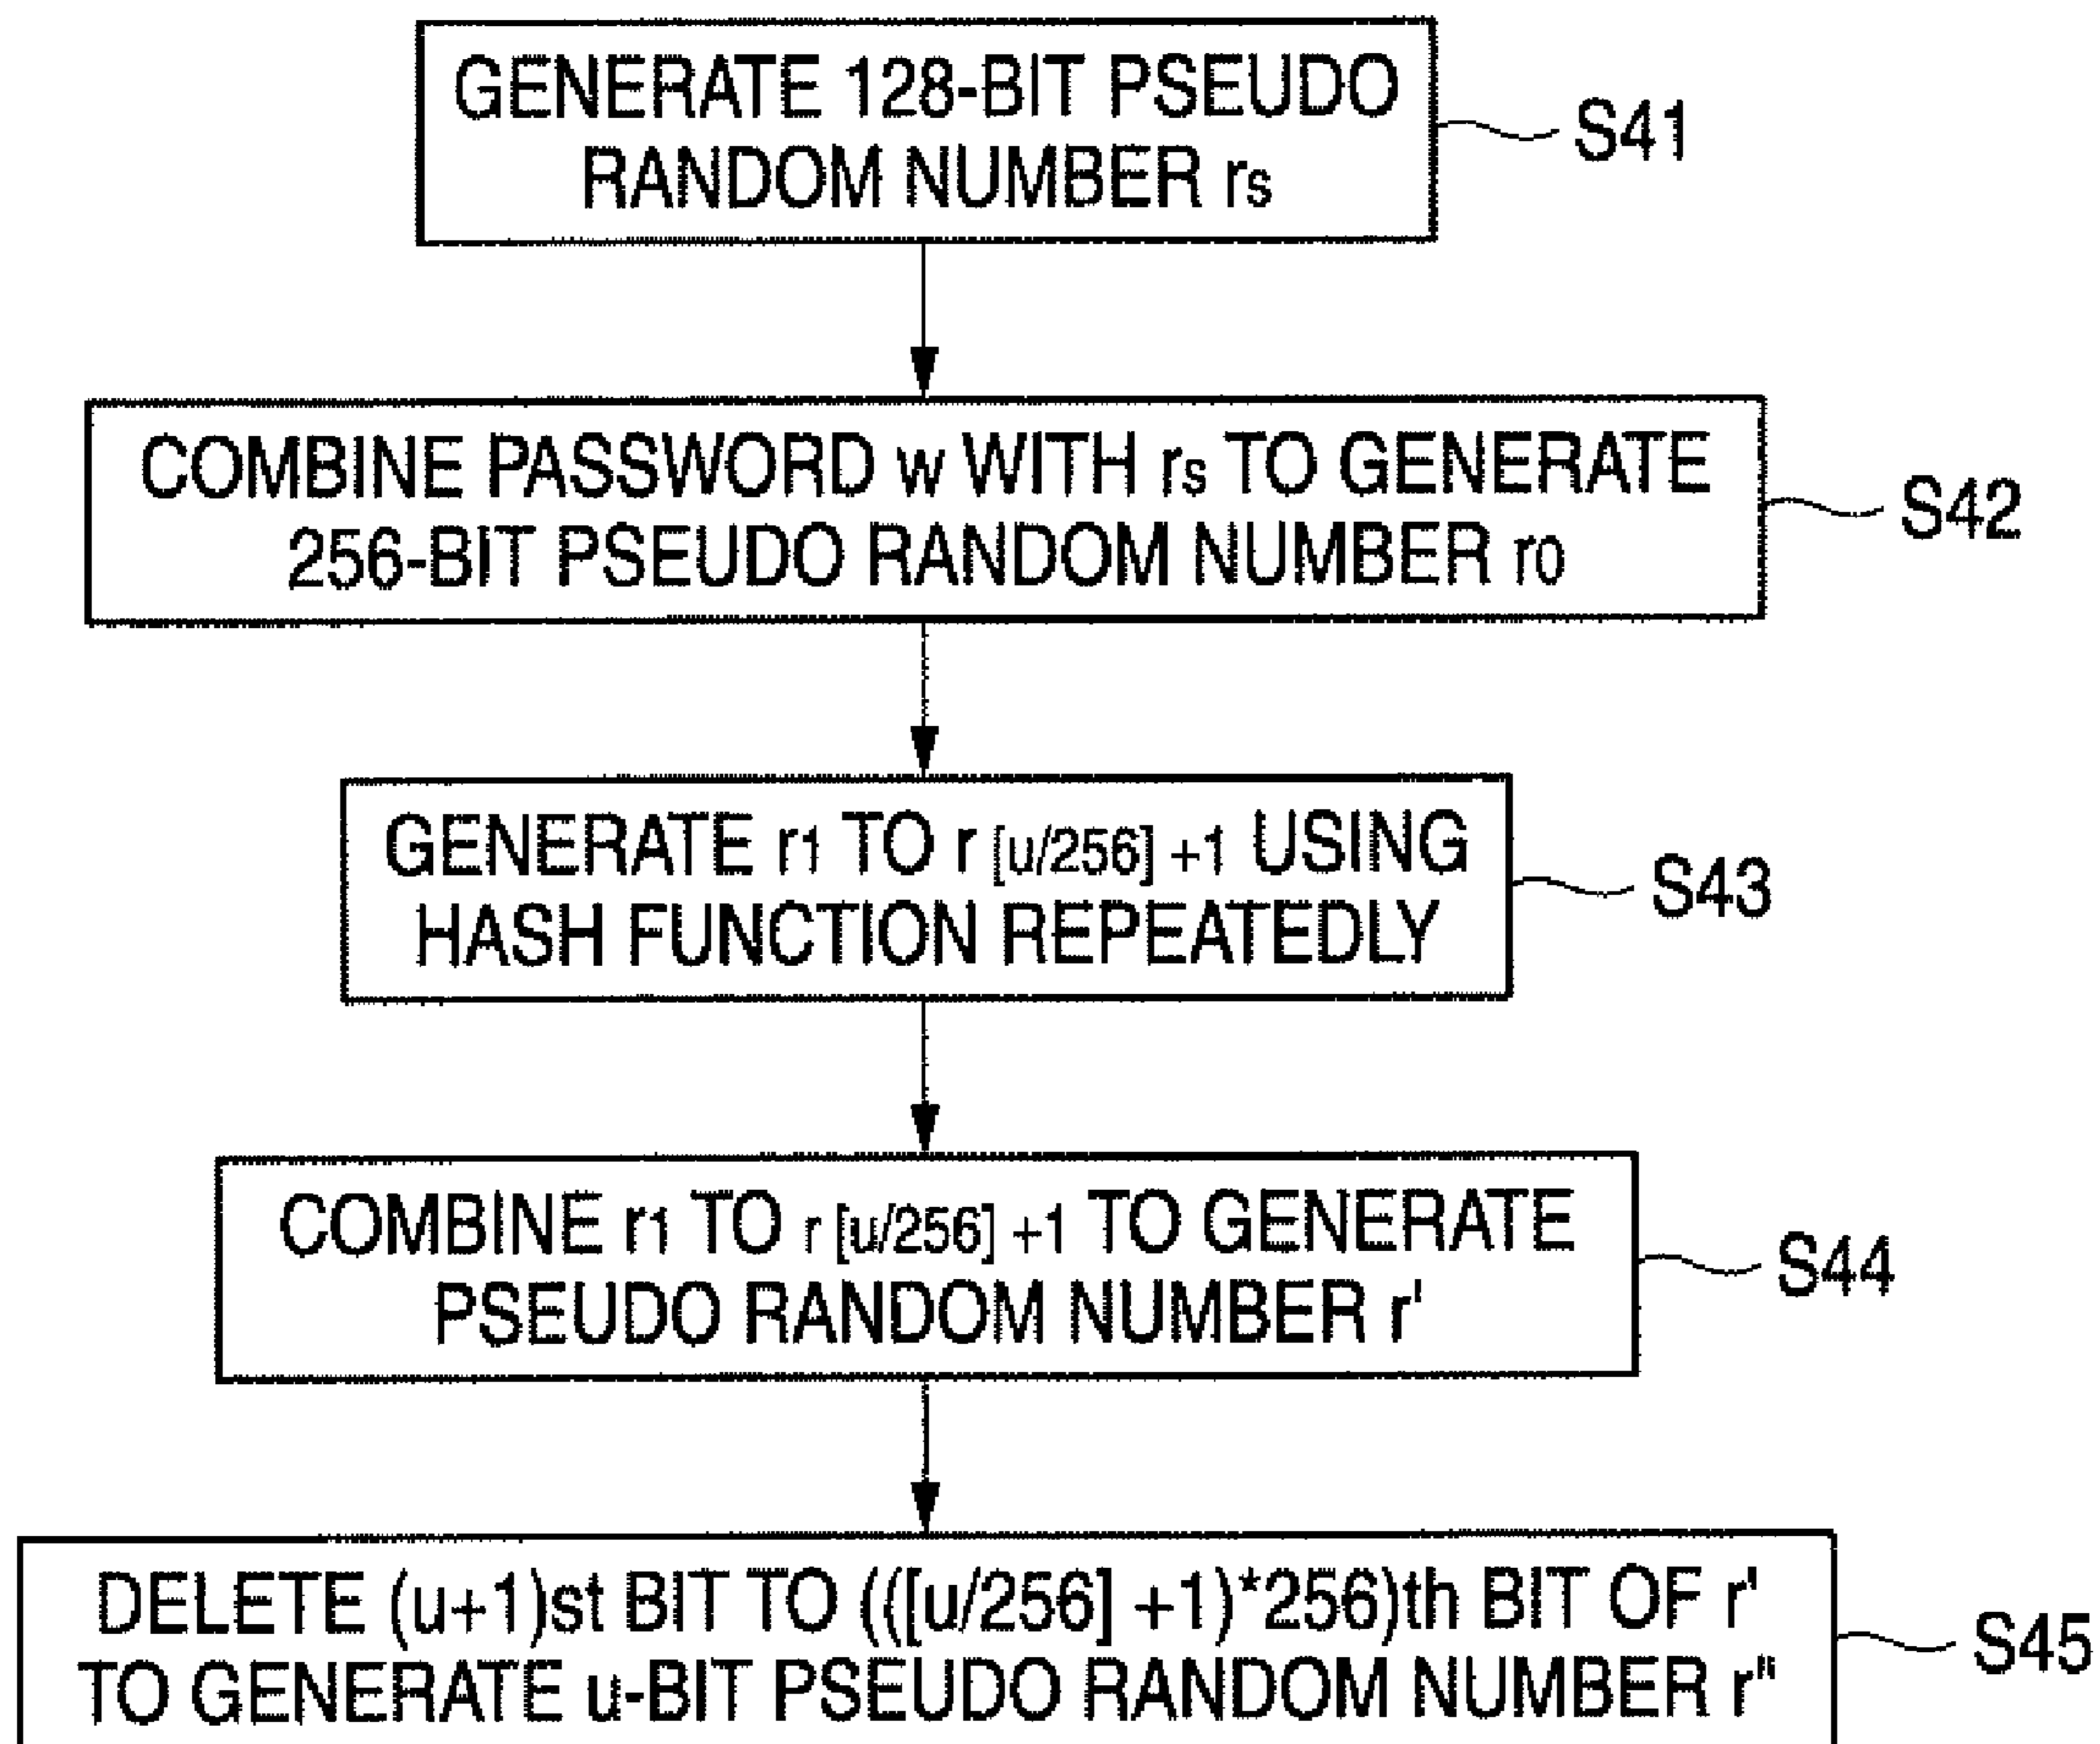 GENERATE 128-BIT PSEUDO
RANDOM NUMBER rs
S41
COMBINE PASSWORD w WITH rs TO GENERATE
256-BIT PSEUDO RANDOM NUMBER r0
S42
GENERATE r1 TO r [u/256] +1 USING
HASH FUNCTION REPEATEDLY
S43
COMBINE r1 TO r [u/256] +1 TO GENERATE
PSEUDO RANDOM NUMBER r'
S44
DELETE (u+1)st BIT TO (([u/256] +1)*256)th BIT OF r'
TO GENERATE u-BIT PSEUDO RANDOM NUMBER r"
S45